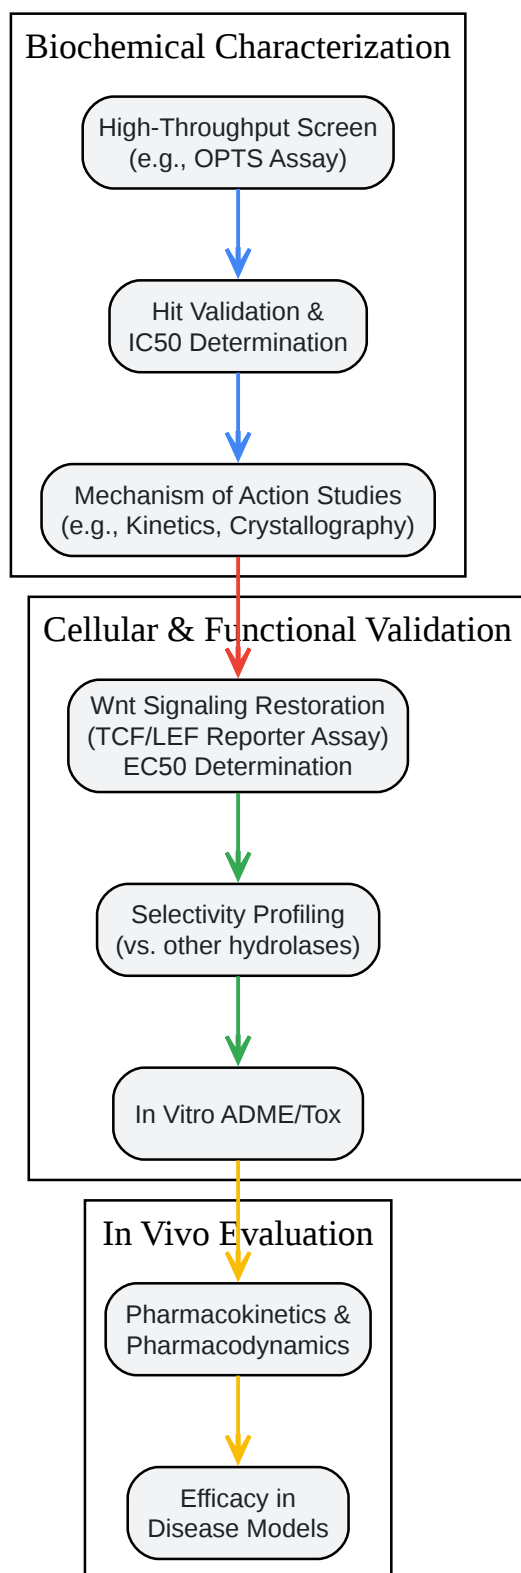 Biochemical Characterization
High-Throughput Screen
(e.g., OPTS Assay)
Hit Validation &
IC50 Determination
Mechanism of Action Studies
(e.g., Kinetics, Crystallography)
Cellular & Functional Validation
Wnt Signaling Restoration
(TCF/LEF Reporter Assay)
EC50 Determination
Selectivity Profiling
(vs. other hydrolases)
In Vitro ADME/Tox
In Vivo Evaluation
Pharmacokinetics &
Pharmacodynamics
Efficacy in
Disease Models